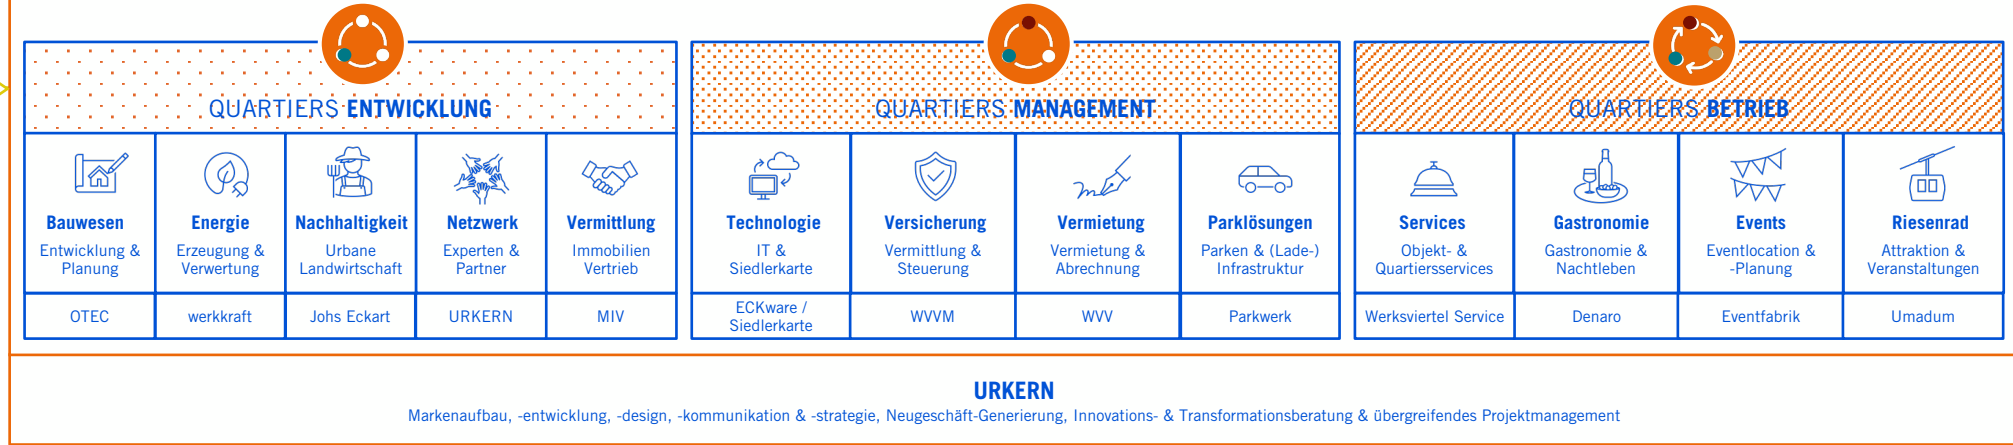 QUARTIERS ENTWICKLUNG
Bauwesen
Entwicklung &
Planung
OTEC
Energie
Erzeugung &
Verwertung
werkkraft
Nachhaltigkeit
Urbane
Landwirtschaft
Johs Eckart
Netzwerk
Experten &
Partner
URKERN
Vermittlung
Immobilien
Vertrieb
MIV
QUARTIERS MANAGEMENT
Technologie
IT &
Siedlerkarte
ECKware /
Siedlerkarte
Versicherung
Vermittlung &
Steuerung
WVVM
Vermietung
Vermietung &
Abrechnung
WVV
Parklösungen
Parken & (Lade-)
Infrastruktur
Parkwerk
QUARTIERS BETRIEB
Services
Objekt- &
Quartiersservices
Werksviertel Service
Gastronomie
Gastronomie &
Nachtleben
Denaro
Events
Eventlocation &
-Planung
Eventfabrik
Riesenrad
Attraktion &
Veranstaltungen
Umadum
URKERN
Markenaufbau, -entwicklung, -design, -kommunikation & -strategie, Neugeschäft-Generierung, Innovations- & Transformationsberatung & übergreifendes Projektmanagement